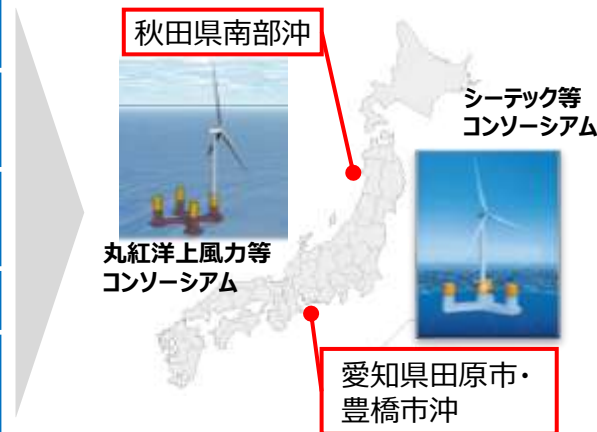 秋田県南部沖
シーテック等
コンソーシアム
丸紅洋上風力等
コンソーシアム
愛知県田原市・
豊橋市沖